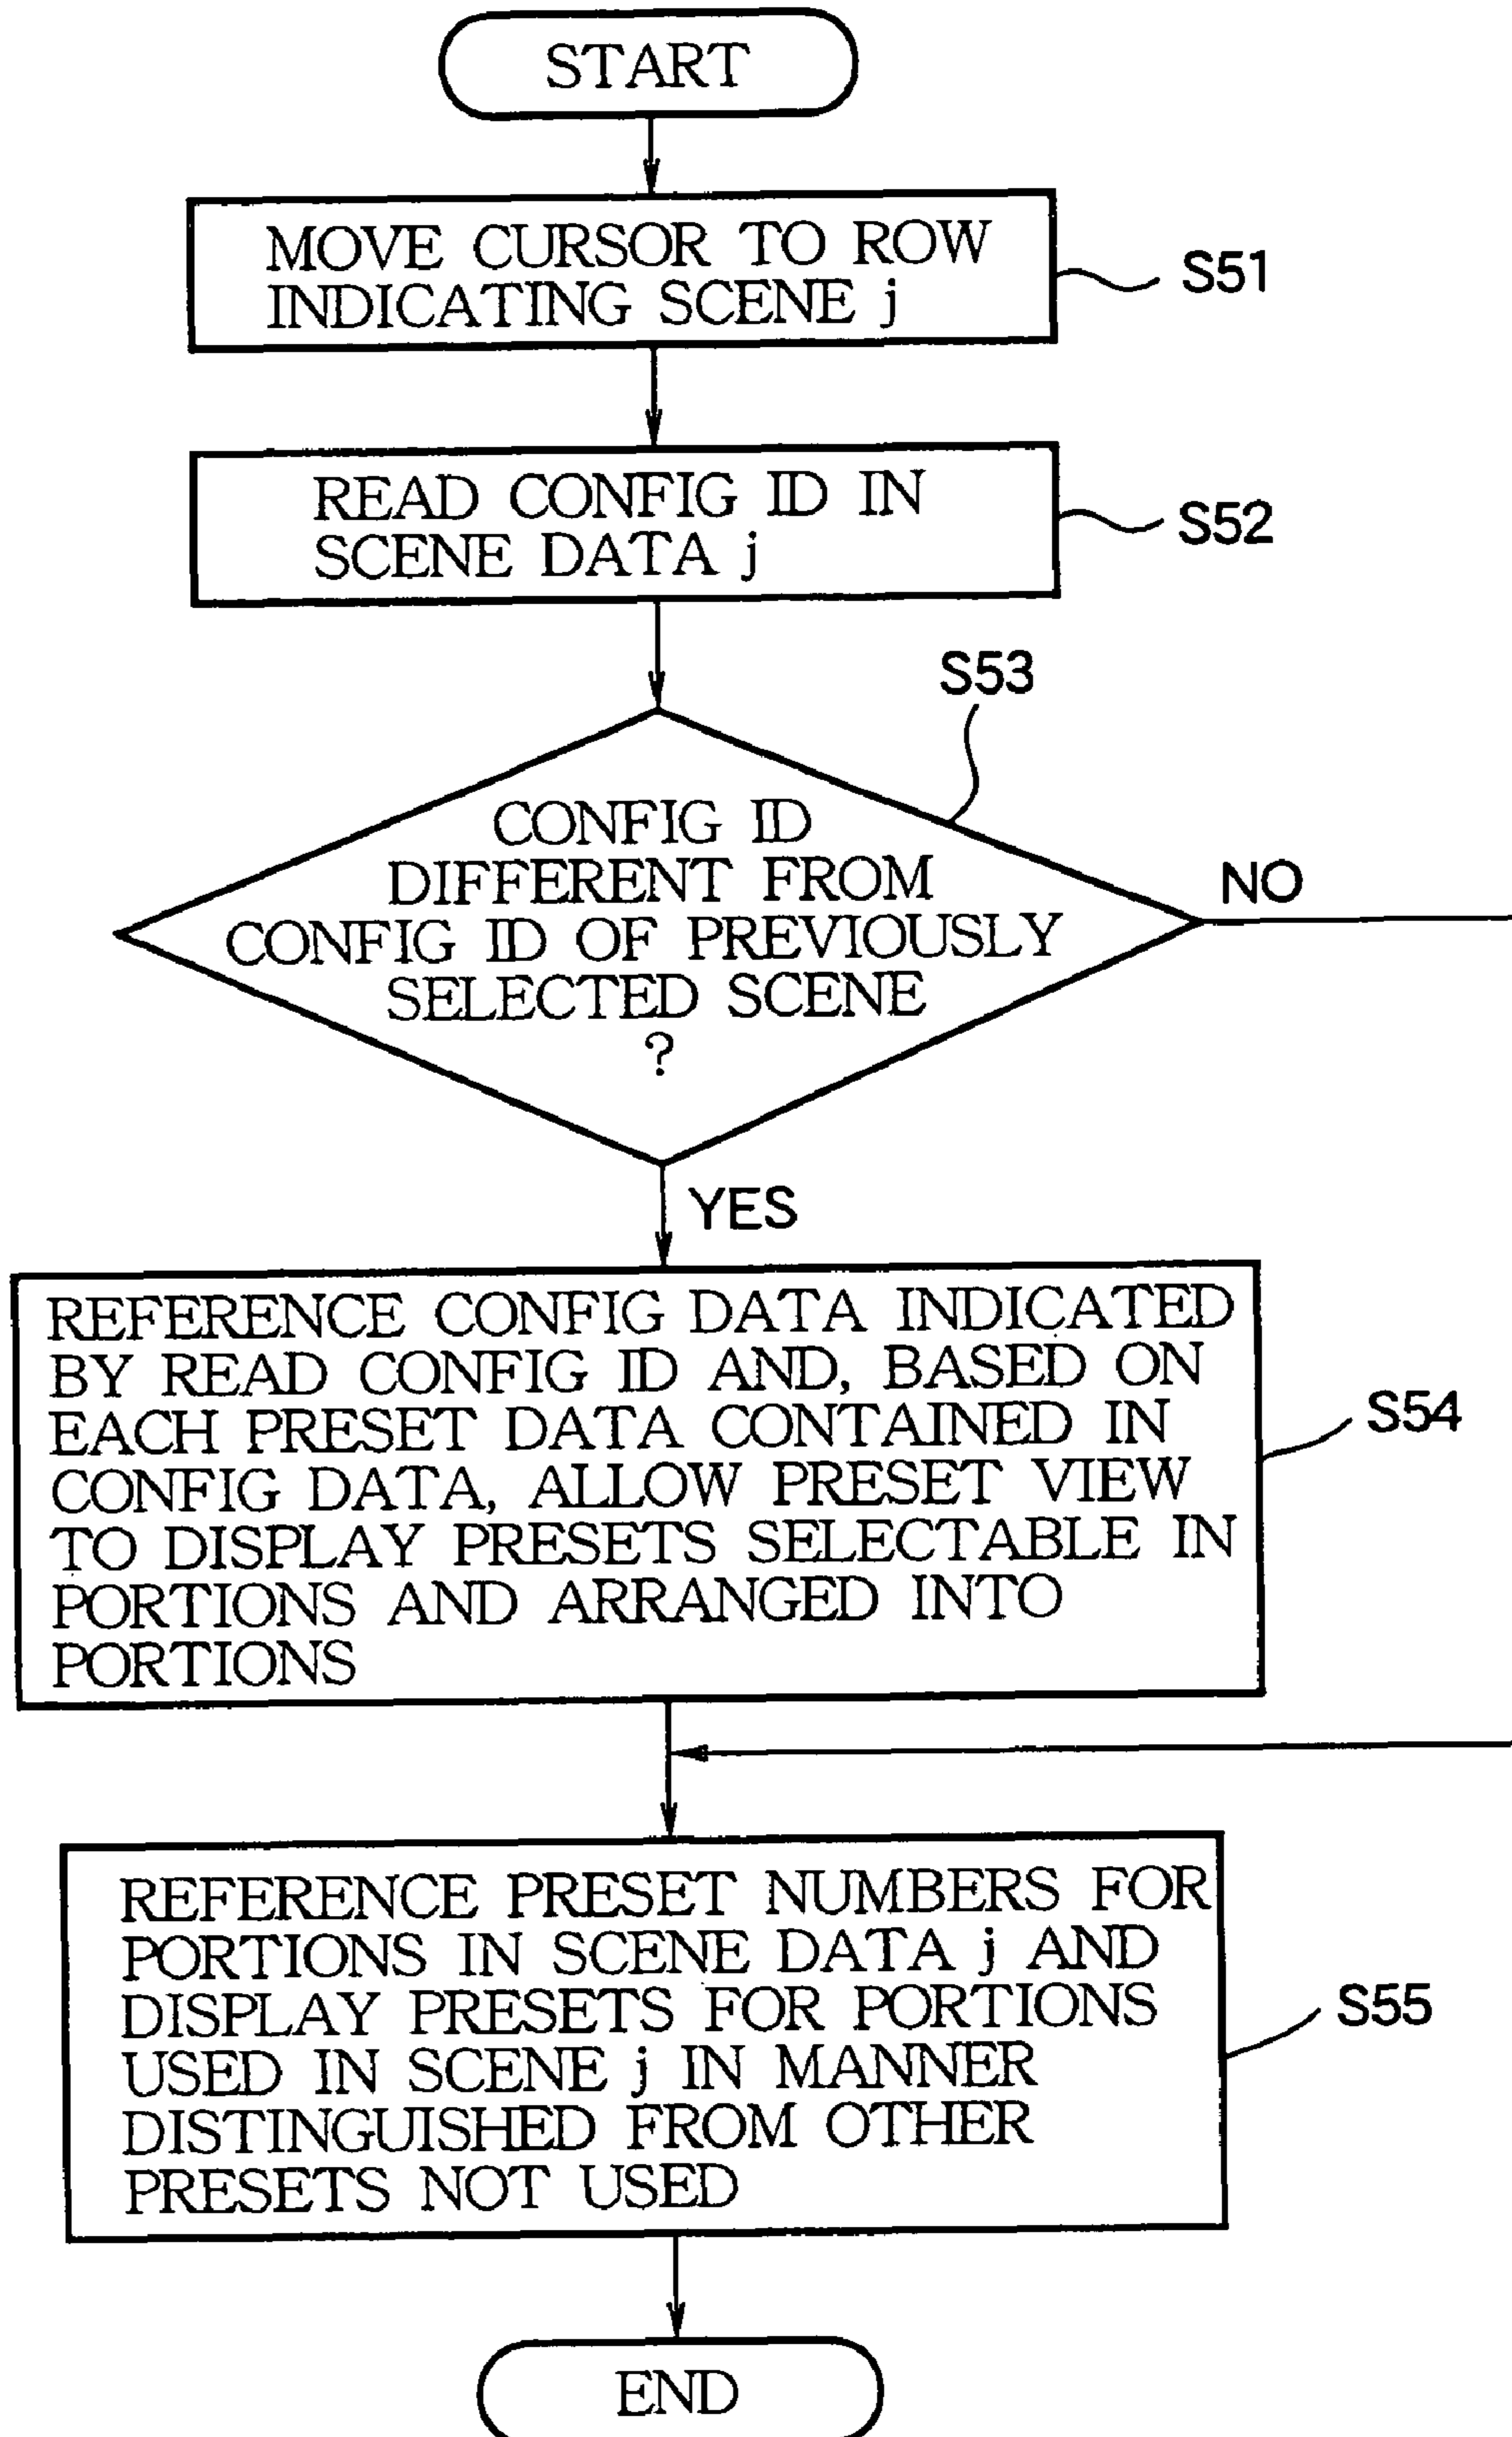 START
MOVE CURSOR TO ROW
INDICATING SCENE j
S51
READ CONFIG ID IN
SCENE DATA j
S52
S53
CONFIG ID
DIFFERENT FROM
CONFIG ID OF PREVIOUSLY
SELECTED SCENE
?
NO
YES
REFERENCE CONFIG DATA INDICATED
BY READ CONFIG ID AND, BASED ON
EACH PRESET DATA CONTAINED IN
CONFIG DATA, ALLOW PRESET VIEW
TO DISPLAY PRESETS SELECTABLE IN
PORTIONS AND ARRANGED INTO
PORTIONS
S54
REFERENCE PRESET NUMBERS FOR
PORTIONS IN SCENE DATA j AND
DISPLAY PRESETS FOR PORTIONS
USED IN SCENE j IN MANNER
DISTINGUISHED FROM OTHER
PRESETS NOT USED
S55
END